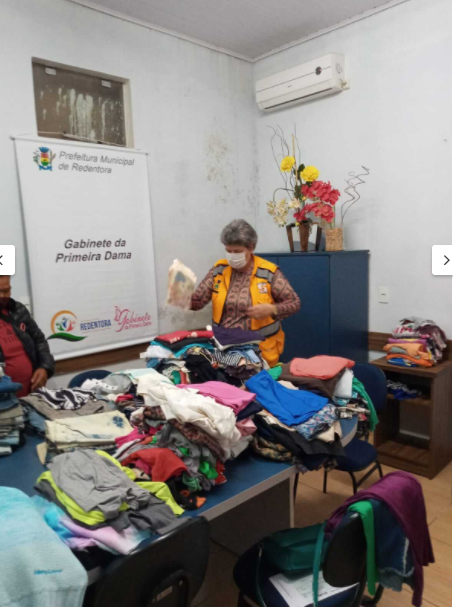 Prefeitura Municipal
de Redentora
Gabinete da
Primeira Dama
REDENTORA
Gabinete